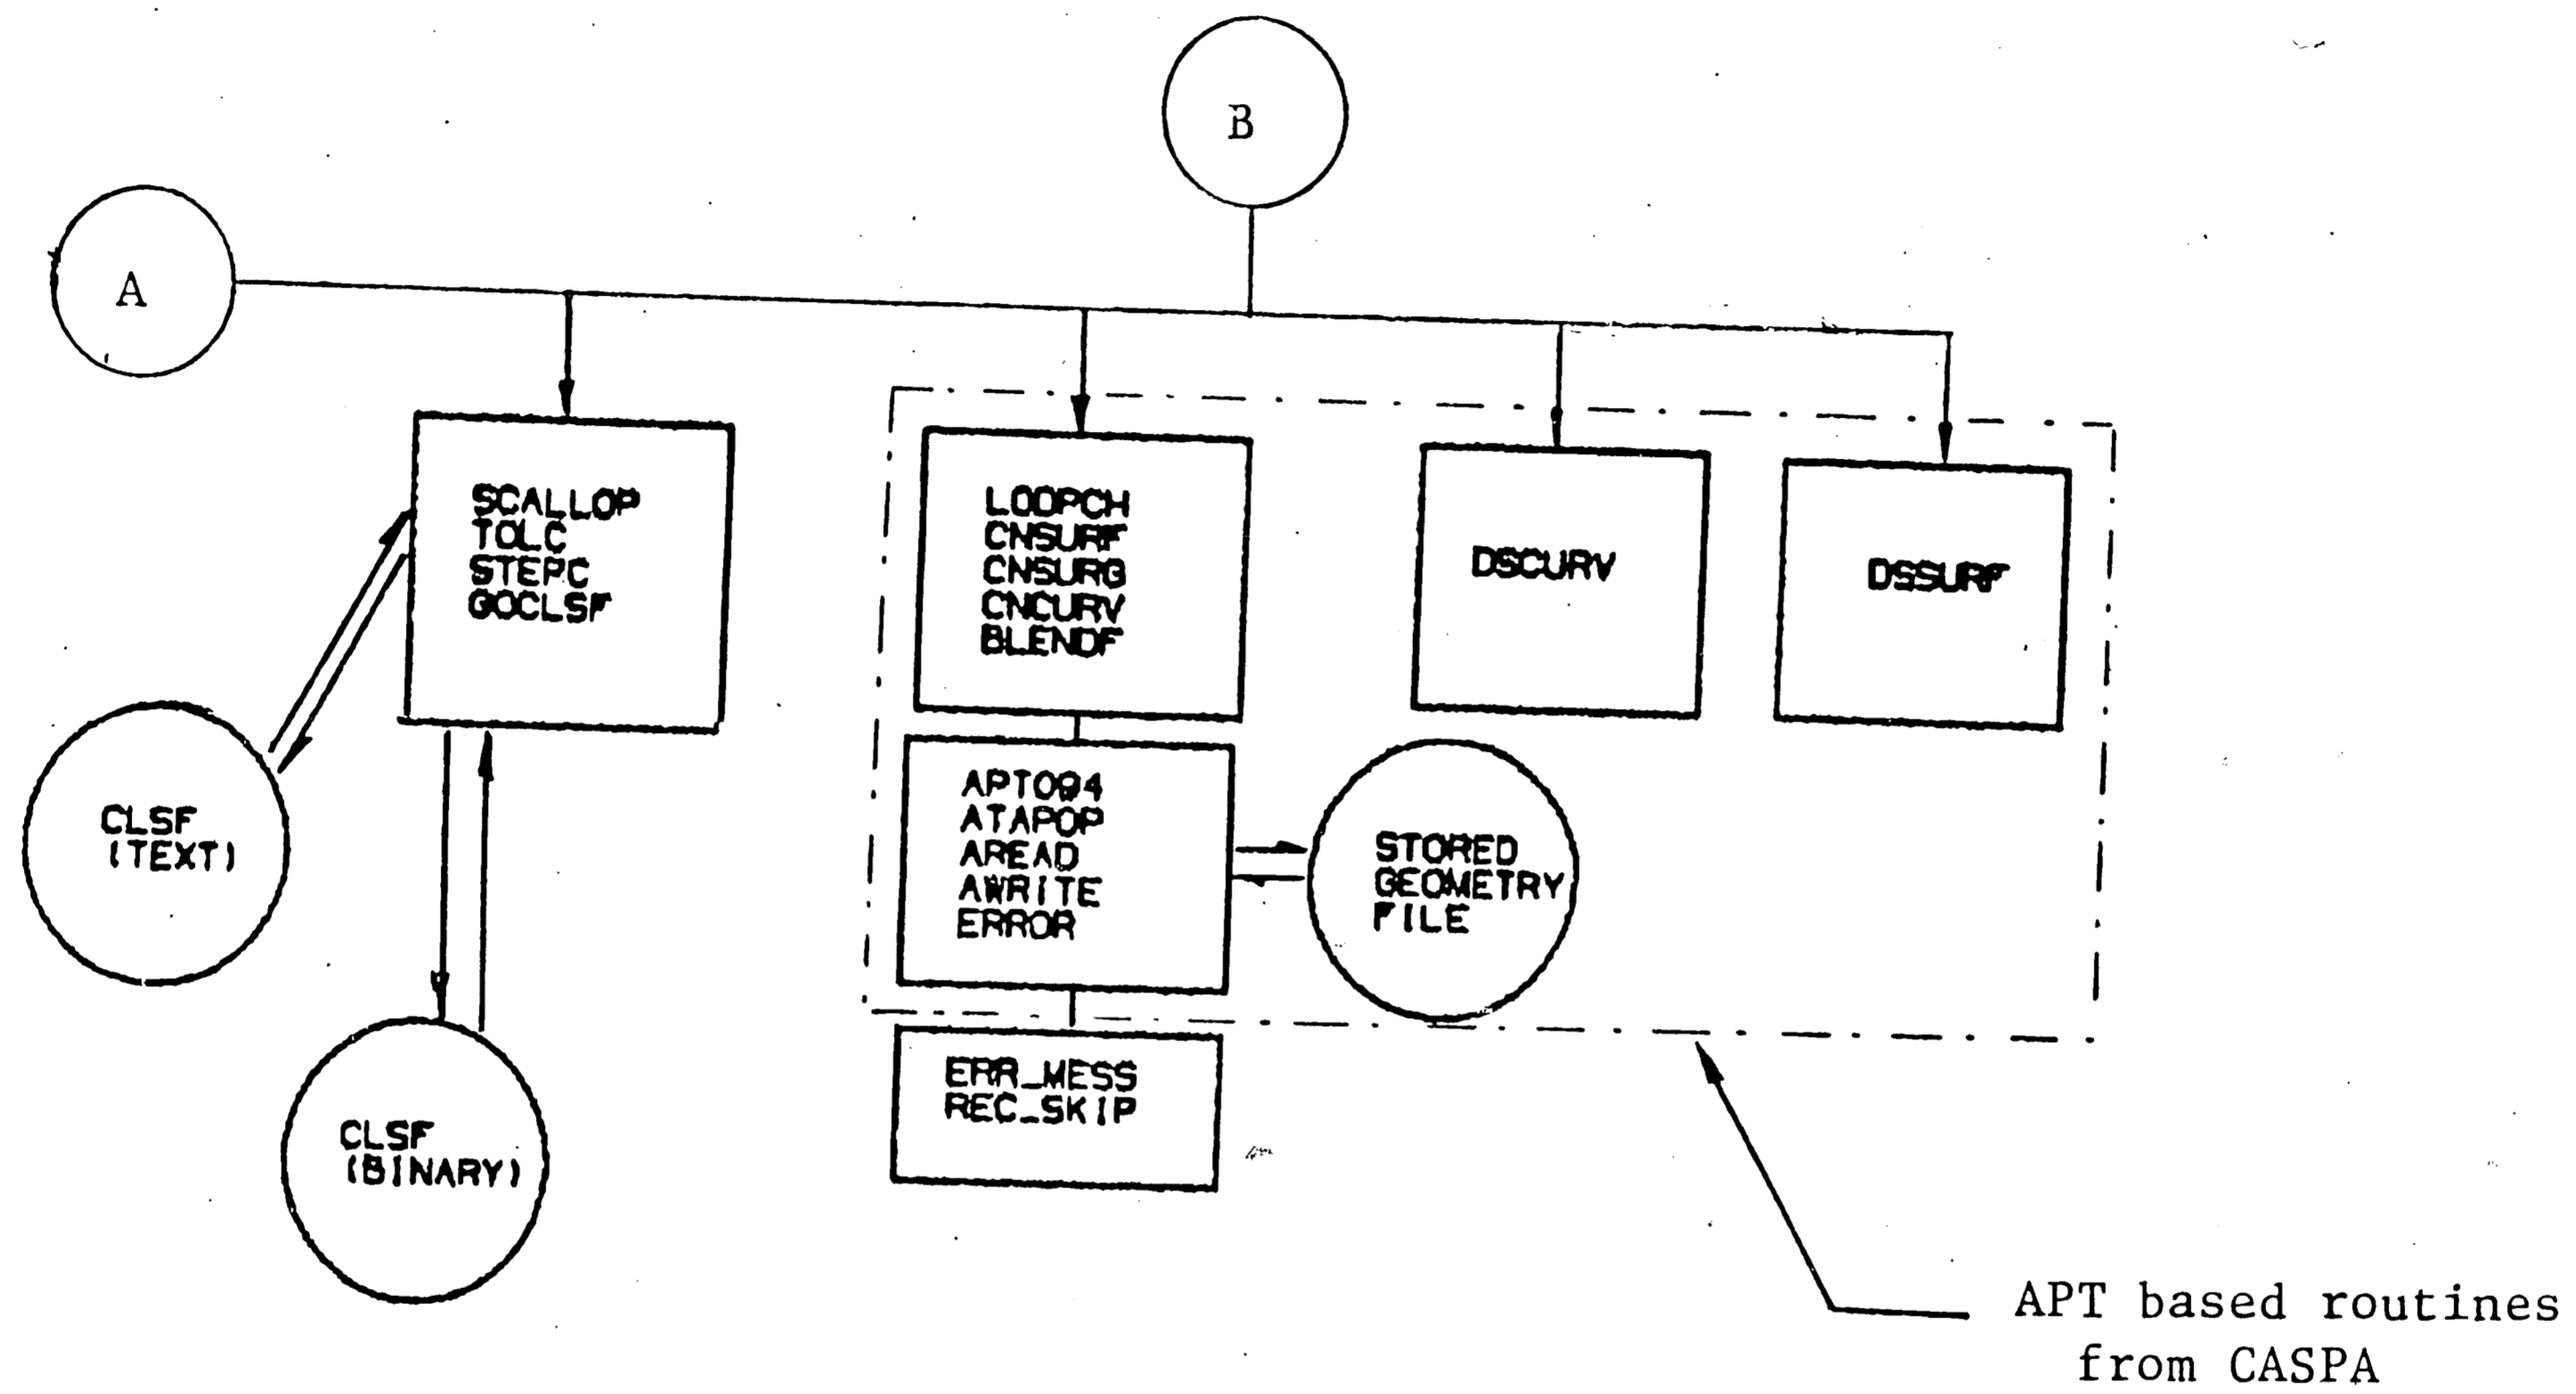 B
A
SCALLOP
TOLC
STEPC
GOCLSF
LOOPCH
CNSURF
CNSURG
CNCURV
BLENDF
DSCURV
DSSURF
CLSF
(TEXT)
APT094
ATAPOP
AREAD
AWRITE
ERROR
STORED
GEOMETRY
FILE
ERR_MESS
REC_SKIP
CLSF
(BINARY)
APT based routines
from CASPA